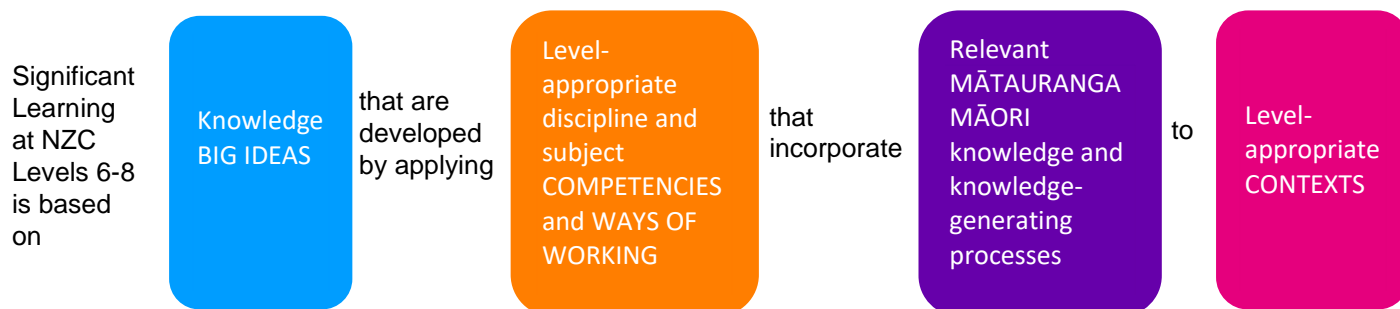 Significant
Learning
at NZC
Levels 6-8
is based
on
Knowledge
BIG IDEAS
that are
developed
by applying
Level-
appropriate
discipline and
subject
COMPETENCIES
and WAYS OF
WORKING
that
incorporate
Relevant
MĀTAURANGA
MĀORI
knowledge and
knowledge-
generating
processes
to
Level-
appropriate
CONTEXTS